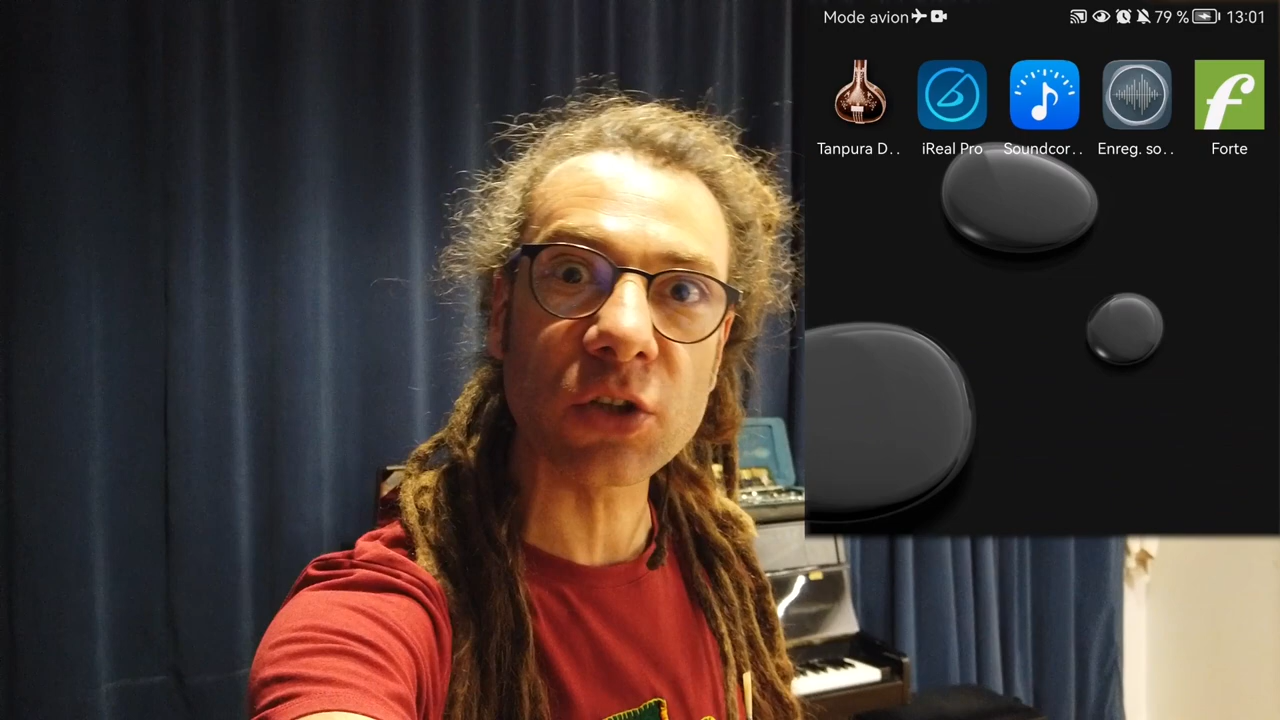 Mode avion 79 % 13:01
Tanpura D.. iReal Pro Soundcor.. Enreg. so.. Forte